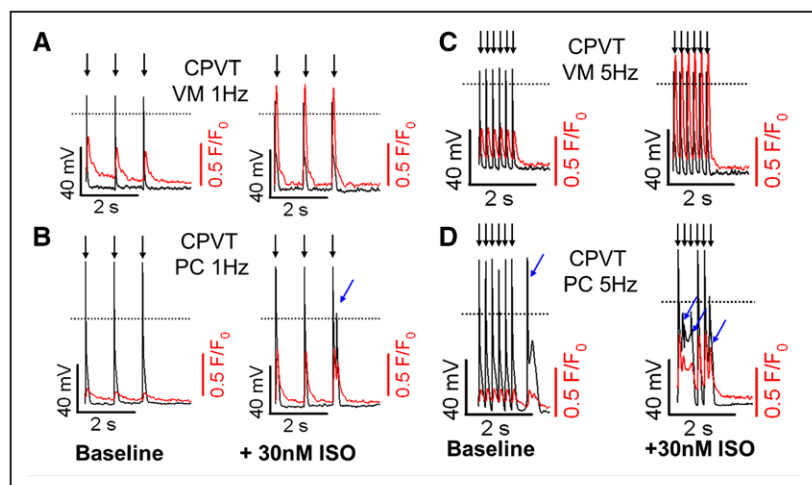 A
CPVT
VM 1Hz
40 mV
2 s
0.5 F/F0
40 mV
2 s
0.5 F/F0
B
CPVT
PC 1Hz
40 mV
2 s
0.5 F/F0
40 mV
2 s
0.5 F/F0
Baseline
+ 30nM ISO
C
CPVT
VM 5Hz
40 mV
2 s
0.5 F/F0
40 mV
2 s
0.5 F/F0
D
CPVT
PC 5Hz
40 mV
2 s
0.5 F/F0
40 mV
2 s
0.5 F/F0
Baseline
+30nM ISO